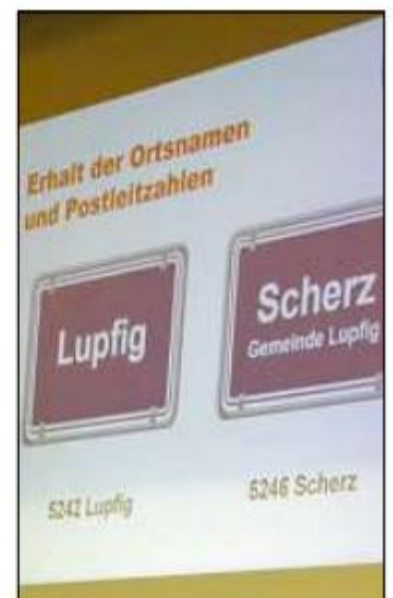 Erhalt der Ortsnamen
und Postleitzahlen
Lupfig
Scherz
Gemeinde Lupfig
5242 Lupfig
5246 Scherz